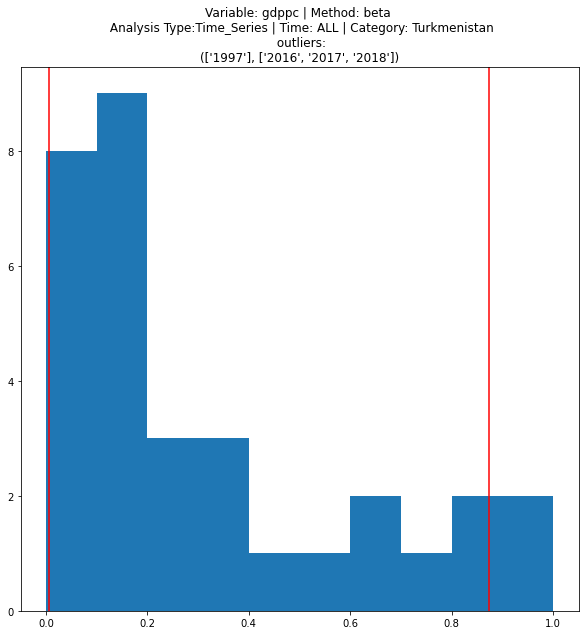 Variable: gdppc | Method: beta
Analysis Type:Time_Series | Time: ALL | Category: Turkmenistan
outliers:
(['1997'], ['2016', '2017', '2018'])
8
6
4
2
0
0.0 0.2 0.4 0.6 0.8 1.0